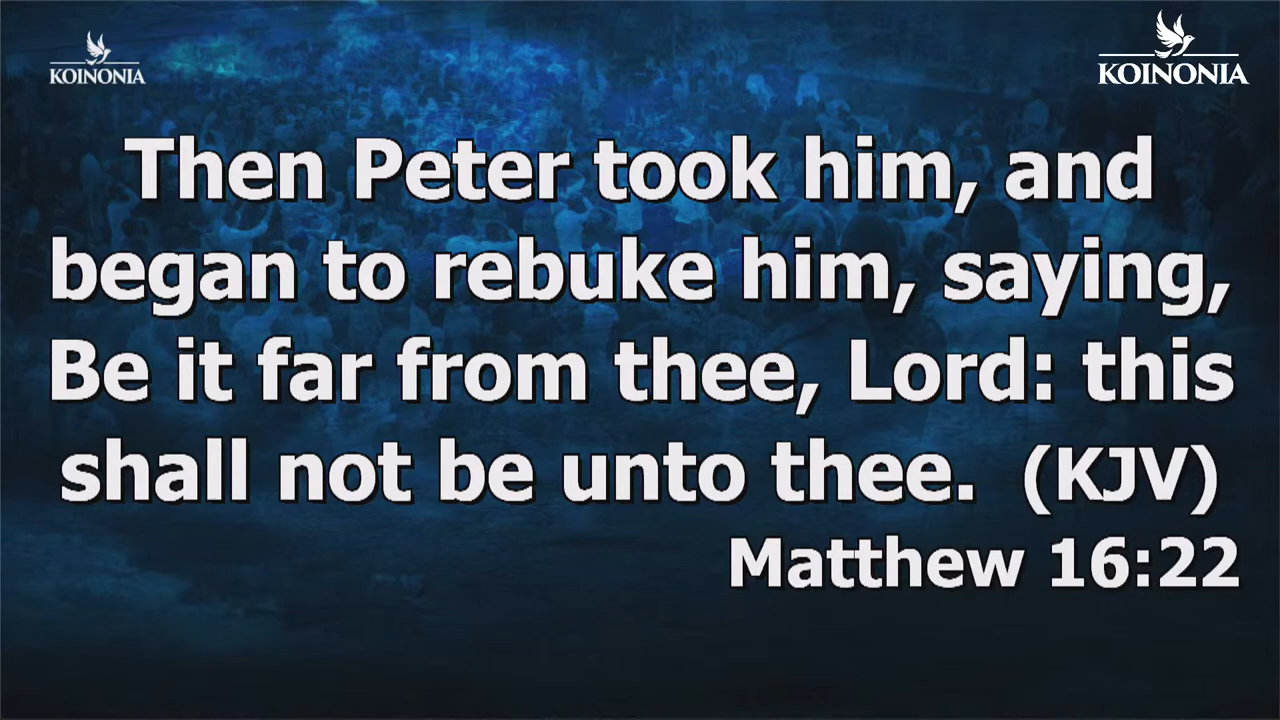 KOINONIA
KOINONIA
Then Peter took him, and
began to rebuke him, saying,
Be it far from thee, Lord: this
shall not be unto thee. (KJV)
Matthew 16:22